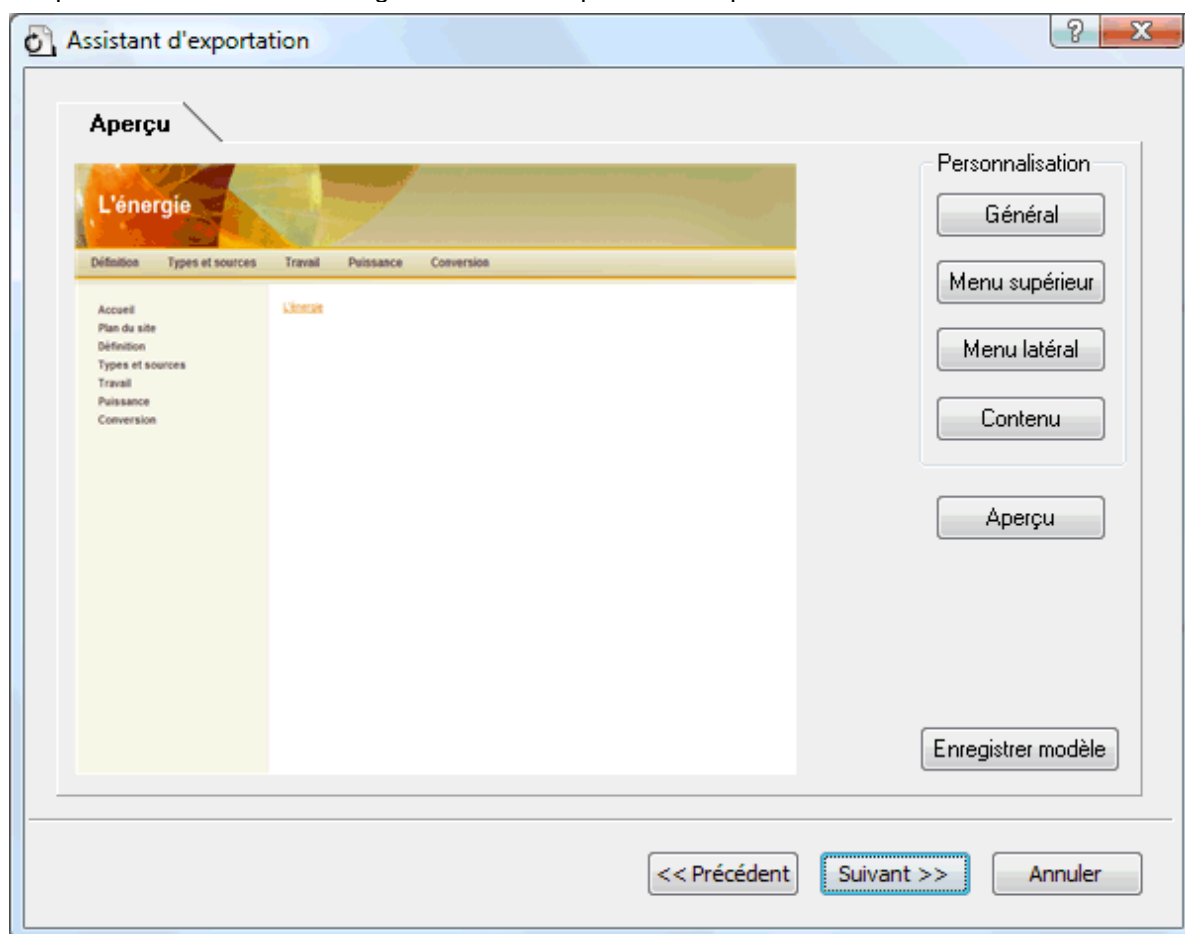 Assistant d'exportation
Aperçu
L'énergie
Définition Types et sources Travail Puissance Conversion
Accueil
Plan du site
Définition
Types et sources
Travail
Puissance
Conversion
L'énergie
Personnalisation
Général
Menu supérieur
Menu latéral
Contenu
Aperçu
Enregistrer modèle
<< Précédent Suivant >> Annuler